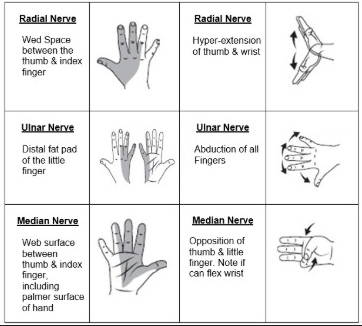 Radial Nerve
Wed Space
between the
thumb & index
finger
Radial Nerve
Hyper-extension
of thumb & wrist
Ulnar Nerve
Distal fat pad
of the little
finger
Ulnar Nerve
Abduction of all
Fingers
Median Nerve
Web surface
between
thumb & index
finger,
including
palmer surface
of hand
Median Nerve
Opposition of
thumb & little
finger. Note if
can flex wrist